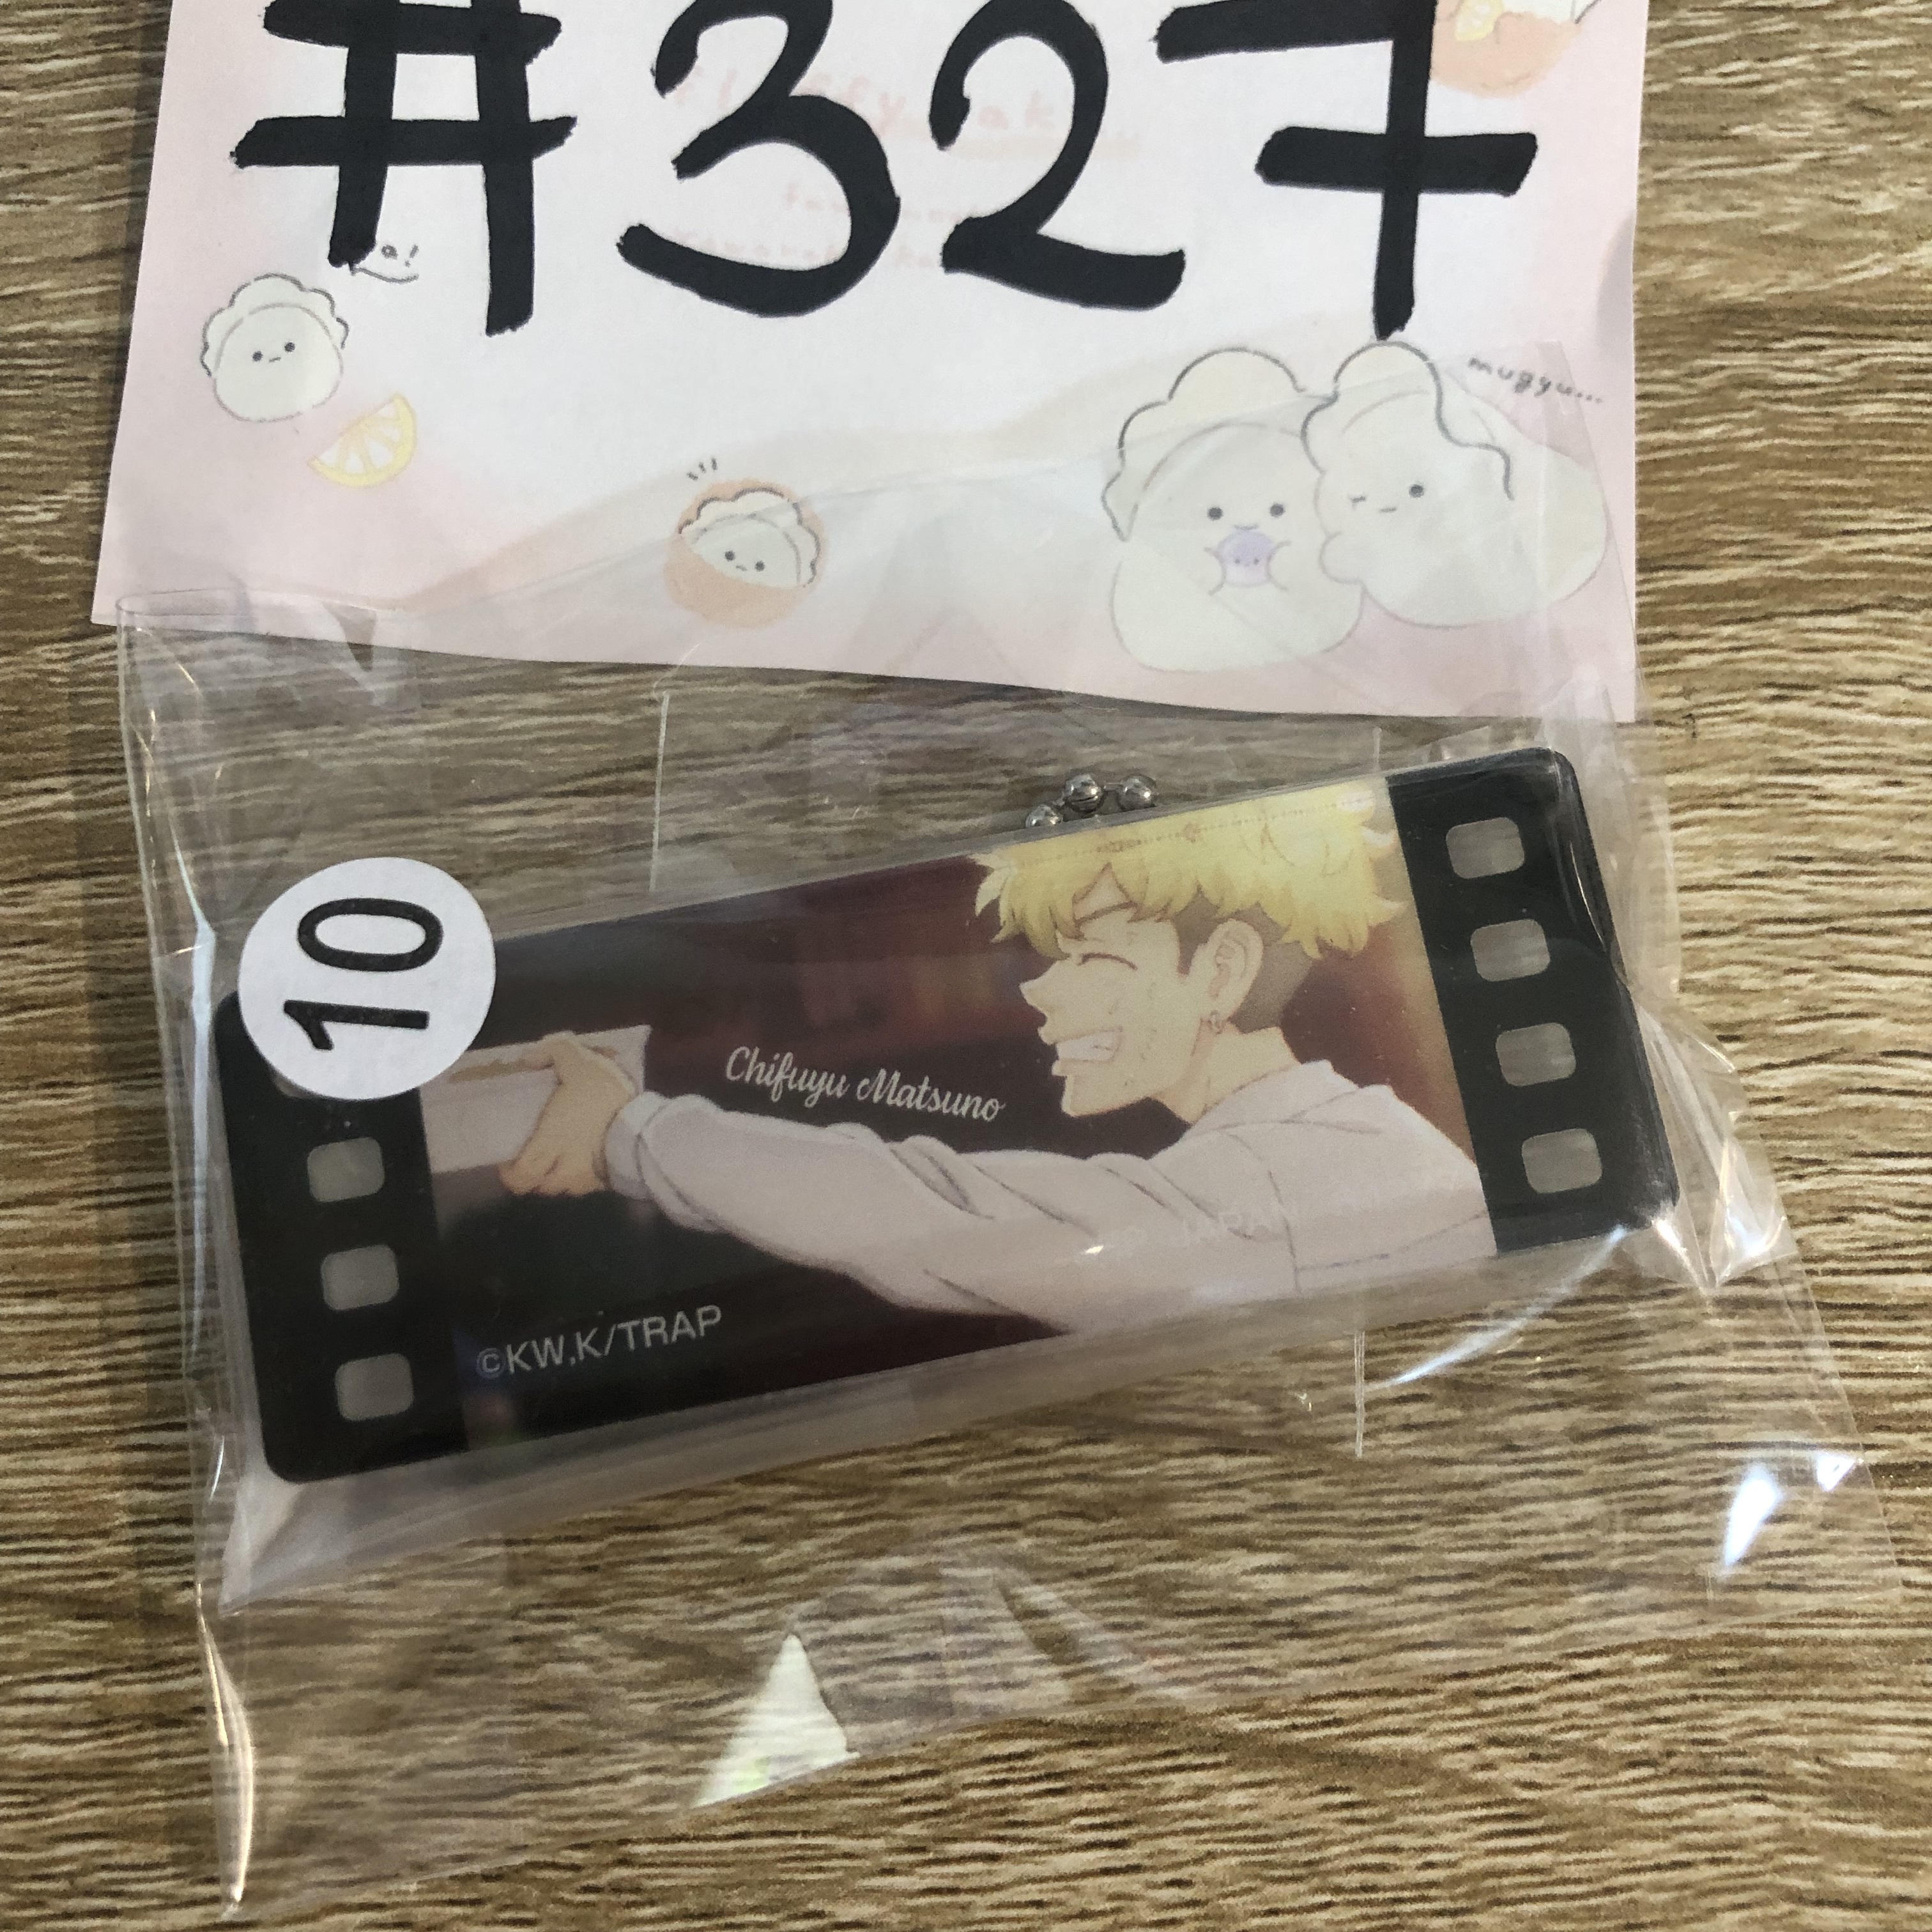 #327
mugyu...
10
Chifuyu Matsuno
©KW,K/TRAP